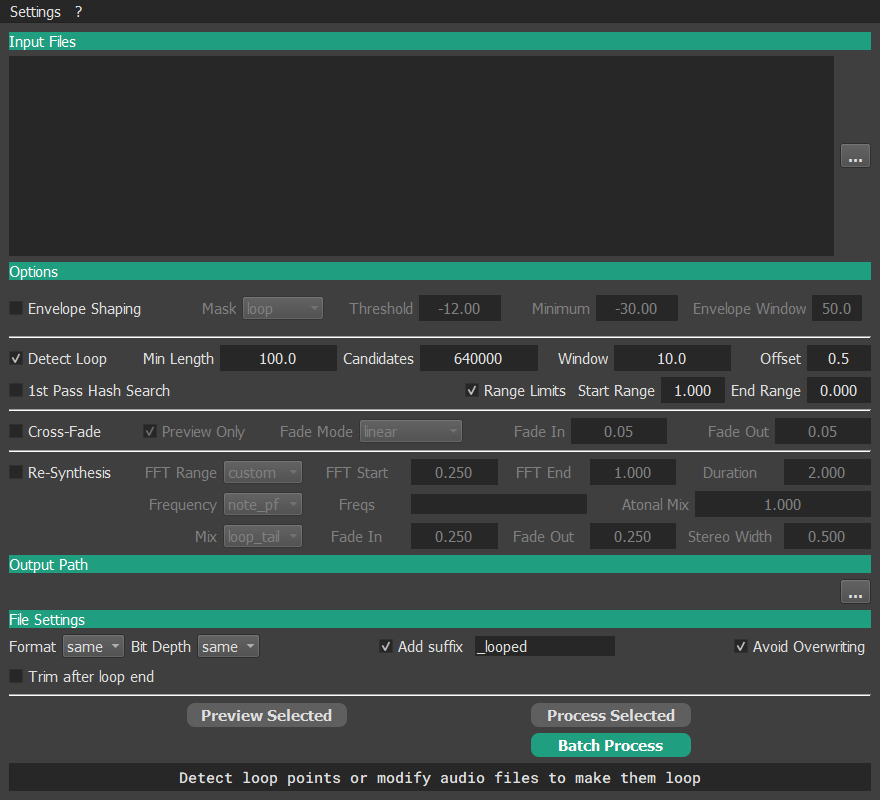 Settings ?
Input Files
...
Options
Envelope Shaping Mask loop Threshold -12.00 Minimum -30.00 Envelope Window 50.0
Detect Loop Min Length 100.0 Candidates 640000 Window 10.0 Offset 0.5
1st Pass Hash Search Range Limits Start Range 1.000 End Range 0.000
Cross-Fade Preview Only Fade Mode linear Fade In 0.05 Fade Out 0.05
Re-Synthesis FFT Range custom FFT Start 0.250 FFT End 1.000 Duration 2.000
Frequency note_pf Freqs Atonal Mix 1.000
Mix loop_tail Fade In 0.250 Fade Out 0.250 Stereo Width 0.500
Output Path
...
File Settings
Format same Bit Depth same Add suffix _looped Avoid Overwriting
Trim after loop end
Preview Selected Process Selected
Batch Process
Detect loop points or modify audio files to make them loop